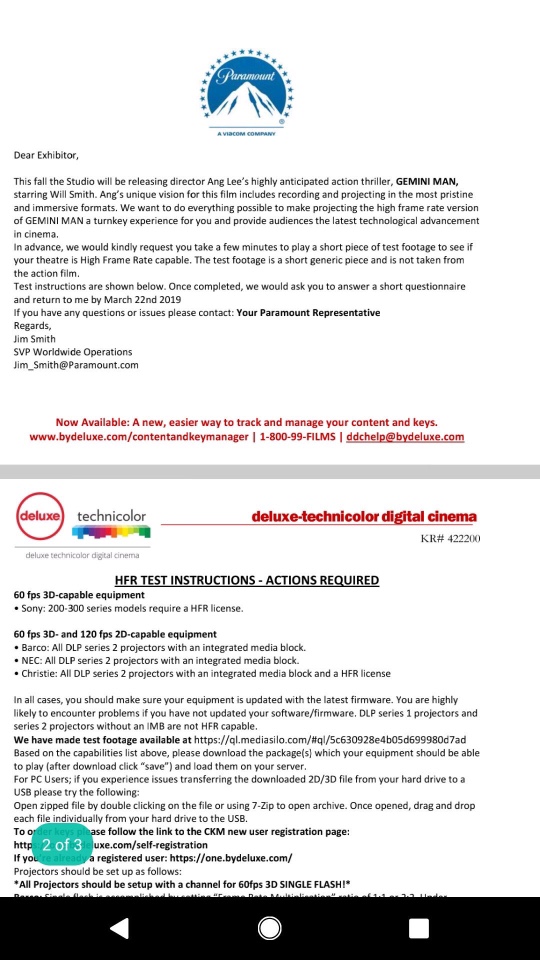 Paramount
®
A VIACOM COMPANY
Dear Exhibitor,
This fall the Studio will be releasing director Ang Lee's highly anticipated action thriller, GEMINI MAN,
starring Will Smith. Ang's unique vision for this film includes recording and projecting in the most pristine
and immersive formats. We want to do everything possible to make projecting the high frame rate version
of GEMINI MAN a turnkey experience for you and provide audiences the latest technological advancement
in cinema.
In advance, we would kindly request you take a few minutes to play a short piece of test footage to see if
your theatre is High Frame Rate capable. The test footage is a short generic piece and is not taken from
the action film.
Test instructions are shown below. Once completed, we would ask you to answer a short questionnaire
and return to me by March 22nd 2019
If you have any questions or issues please contact: Your Paramount Representative
Regards,
Jim Smith
SVP Worldwide Operations
Jim_Smith@Paramount.com
Now Available: A new, easier way to track and manage your content and keys.
www.bydeluxe.com/contentandkeymanager | 1-800-99-FILMS | ddchelp@bydeluxe.com
deluxe technicolor
deluxe technicolor digital cinema
deluxe-technicolor digital cinema
KR# 422200
HFR TEST INSTRUCTIONS - ACTIONS REQUIRED
60 fps 3D-capable equipment
• Sony: 200-300 series models require a HFR license.
60 fps 3D- and 120 fps 2D-capable equipment
• Barco: All DLP series 2 projectors with an integrated media block.
• NEC: All DLP series 2 projectors with an integrated media block.
• Christie: All DLP series 2 projectors with an integrated media block and a HFR license
In all cases, you should make sure your equipment is updated with the latest firmware. You are highly
likely to encounter problems if you have not updated your software/firmware. DLP series 1 projectors and
series 2 projectors without an IMB are not HFR capable.
We have made test footage available at https://ql.mediasilo.com/#ql/5c630928e4b05d699980d7ad
Based on the capabilities list above, please download the package(s) which your equipment should be able
to play (after download click "save") and load them on your server.
For PC Users; if you experience issues transferring the downloaded 2D/3D file from your hard drive to a
USB please try the following:
Open zipped file by double clicking on the file or using 7-Zip to open archive. Once opened, drag and drop
each file individually from your hard drive to the USB.
To order keys please follow the link to the CKM new user registration page:
luxe.com/self-registration
If you're already a registered user: https://one.bydeluxe.com/
2 of 3
Projectors should be set up as follows:
*All Projectors should be setup with a channel for 60fps 3D SINGLE FLASH!*